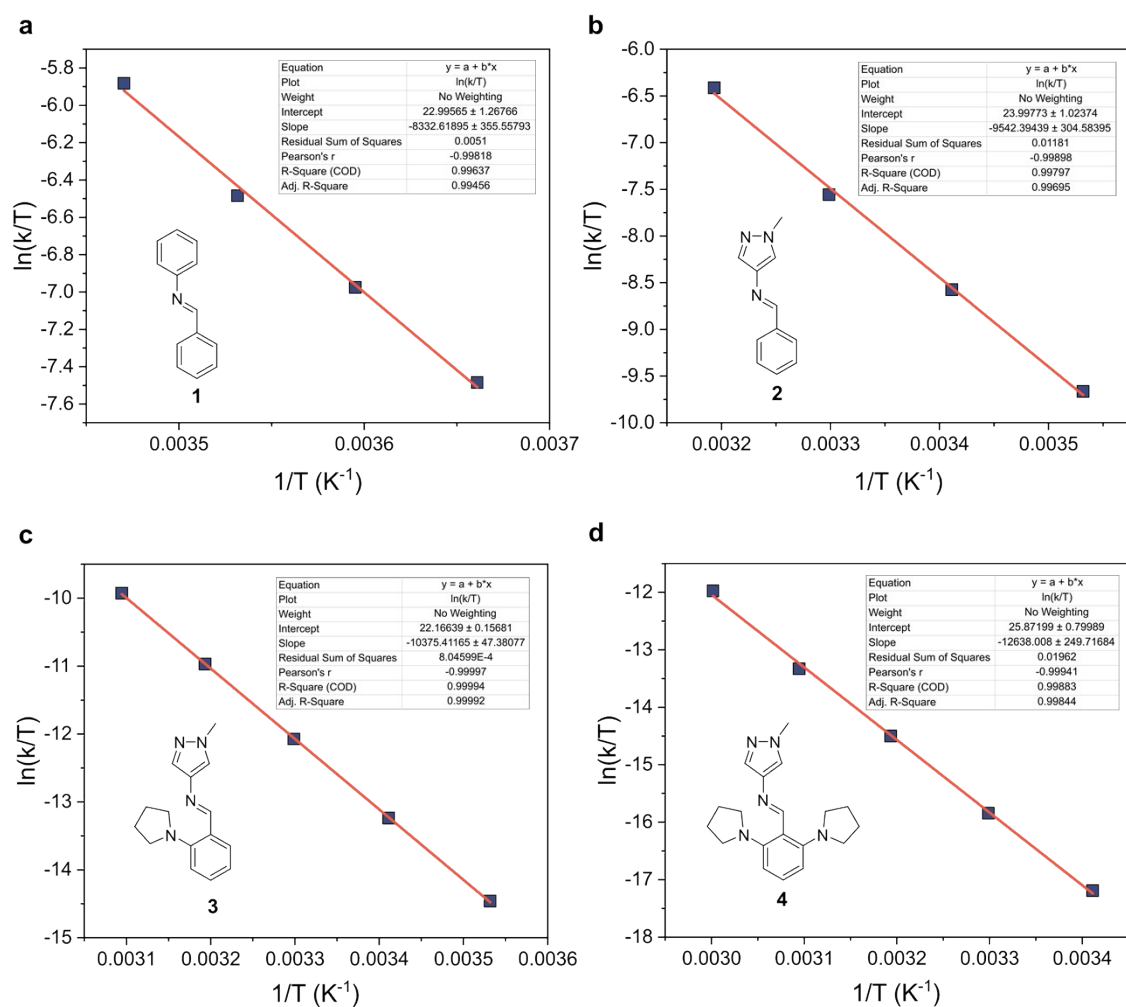 a
ln(k/T)
-5.8
-6.0
-6.2
-6.4
-6.6
-6.8
-7.0
-7.2
-7.4
-7.6
Equation y = a + b*x
Plot ln(k/T)
Weight No Weighting
Intercept 22.99565 ± 1.26766
Slope -8332.61895 ± 355.55793
Residual Sum of Squares 0.0051
Pearson's r -0.99818
R-Square (COD) 0.99637
Adj. R-Square 0.99456
N
1
0.0035 0.0036 0.0037
1/T (K-1)
b
ln(k/T)
-6.0
-6.5
-7.0
-7.5
-8.0
-8.5
-9.0
-9.5
-10.0
Equation y = a + b*x
Plot ln(k/T)
Weight No Weighting
Intercept 23.99773 ± 1.02374
Slope -9542.39439 ± 304.58395
Residual Sum of Squares 0.01181
Pearson's r -0.99898
R-Square (COD) 0.99797
Adj. R-Square 0.99695
N N
N
2
0.0032 0.0033 0.0034 0.0035
1/T (K-1)
c
ln(k/T)
-10
-11
-12
-13
-14
-15
Equation y = a + b*x
Plot ln(k/T)
Weight No Weighting
Intercept 22.16639 ± 0.15681
Slope -10375.41165 ± 47.38077
Residual Sum of Squares 8.04599E-4
Pearson's r -0.99997
R-Square (COD) 0.99994
Adj. R-Square 0.99992
N N
N
N
3
0.0031 0.0032 0.0033 0.0034 0.0035 0.0036
1/T (K-1)
d
ln(k/T)
-12
-13
-14
-15
-16
-17
-18
Equation y = a + b*x
Plot ln(k/T)
Weight No Weighting
Intercept 25.87199 ± 0.79989
Slope -12638.008 ± 249.71684
Residual Sum of Squares 0.01962
Pearson's r -0.99941
R-Square (COD) 0.99883
Adj. R-Square 0.99844
N N
N
N N
4
0.0030 0.0031 0.0032 0.0033 0.0034
1/T (K-1)